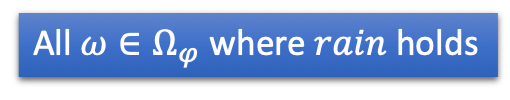 All ω ∈ Ω_φ where rain holds